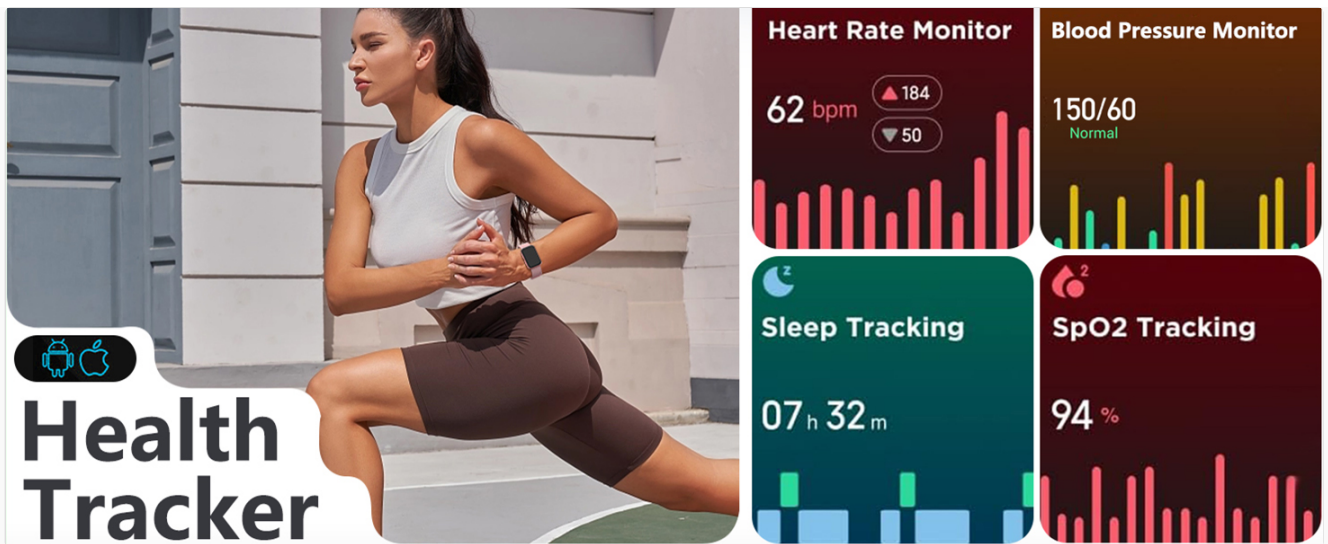 Health
Tracker
Heart Rate Monitor
62 bpm
▲ 184
▼ 50
Blood Pressure Monitor
150/60
Normal
z
Sleep Tracking
07 h 32 m
2
SpO2 Tracking
94 %